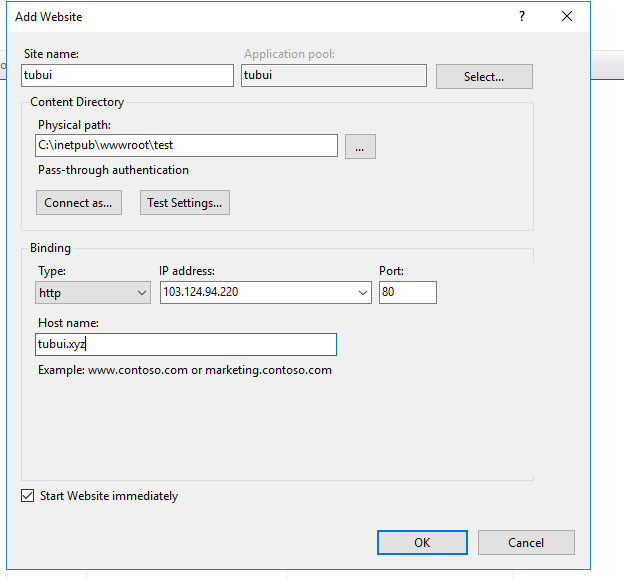 Add Website
?
Site name:
Application pool:
tubui
tubui
Select...
Content Directory
Physical path:
C:\inetpub\wwwroot\test
...
Pass-through authentication
Connect as...
Test Settings...
Binding
Type:
IP address:
Port:
http
103.124.94.220
80
Host name:
tubui.xyz
Example: www.contoso.com or marketing.contoso.com
Start Website immediately
OK
Cancel